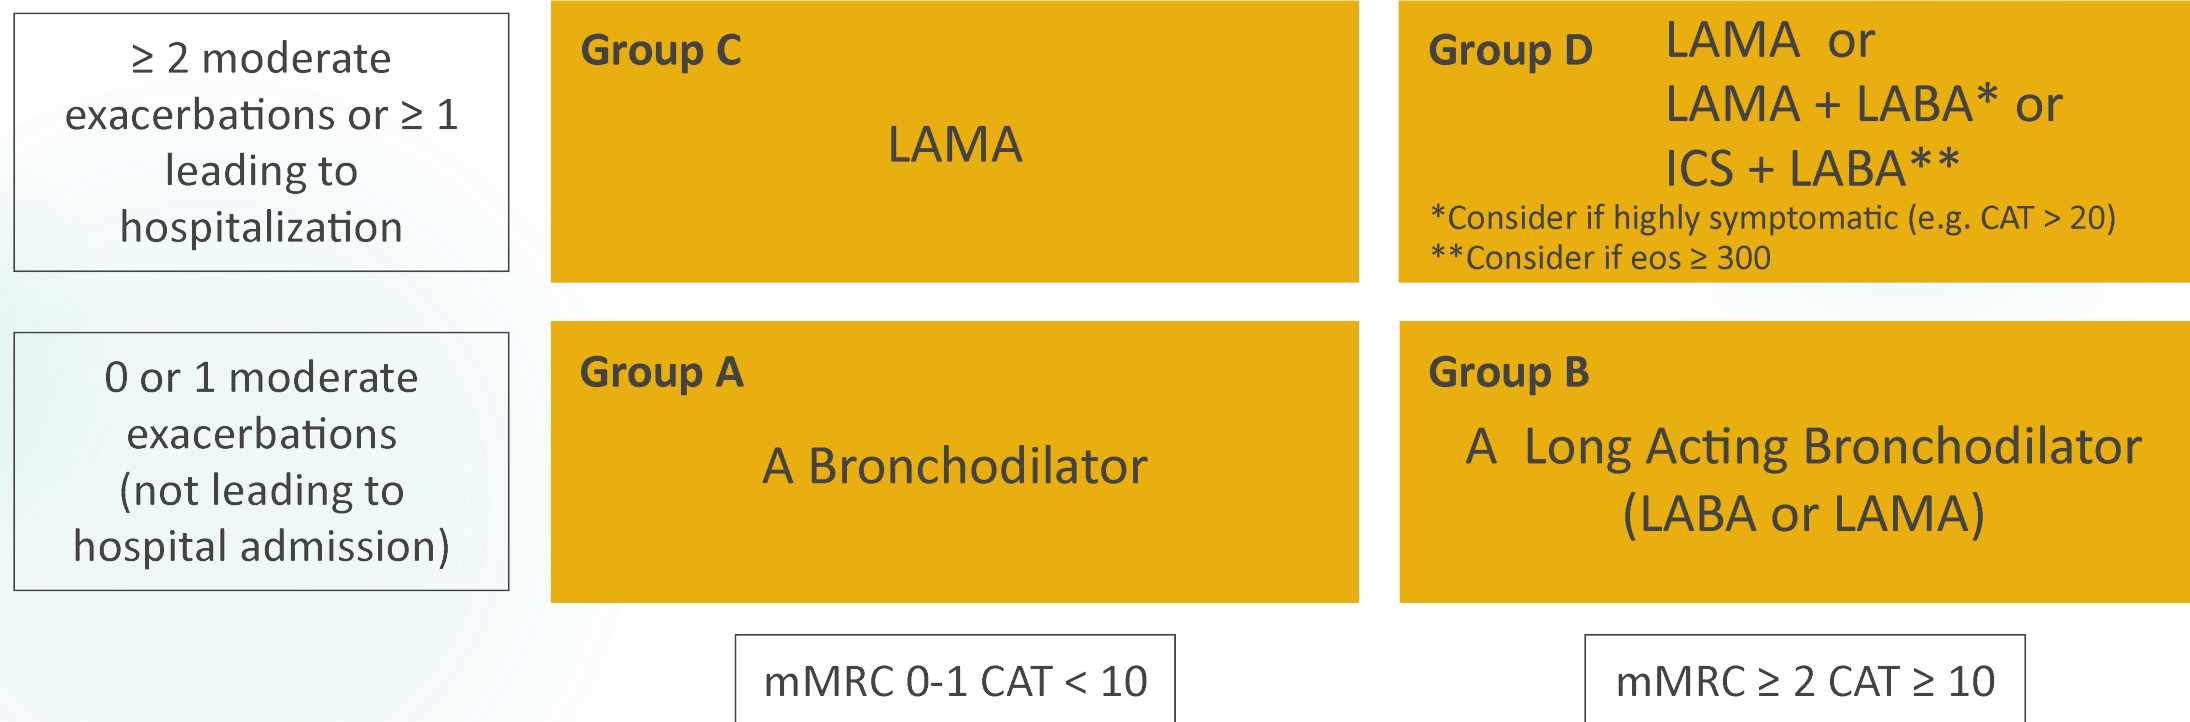 ≥ 2 moderate
exacerbations or ≥ 1
leading to
hospitalization
Group C
LAMA
Group D
LAMA or
LAMA + LABA* or
ICS + LABA**
*Consider if highly symptomatic (e.g. CAT > 20)
**Consider if eos ≥ 300
0 or 1 moderate
exacerbations
(not leading to
hospital admission)
Group A
A Bronchodilator
Group B
A Long Acting Bronchodilator
(LABA or LAMA)
mMRC 0-1 CAT < 10
mMRC ≥ 2 CAT ≥ 10